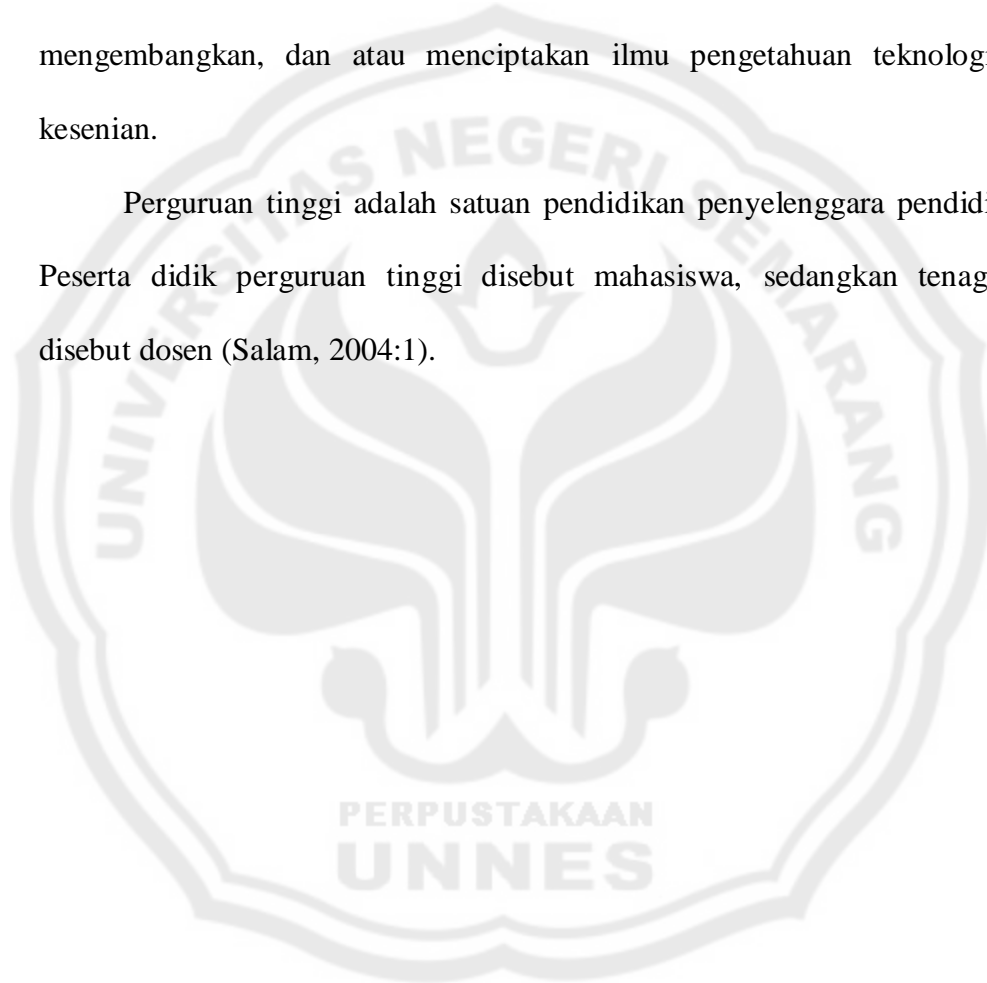 mengembangkan, dan atau menciptakan ilmu pengetahuan teknologi
kesenian.
UNIVERSITAS NEGERI SEMARANG
Perguruan tinggi adalah satuan pendidikan penyelenggara pendidi
Peserta didik perguruan tinggi disebut mahasiswa, sedangkan tenag
disebut dosen (Salam, 2004:1).
PERPUSTAKAAN
UNNES